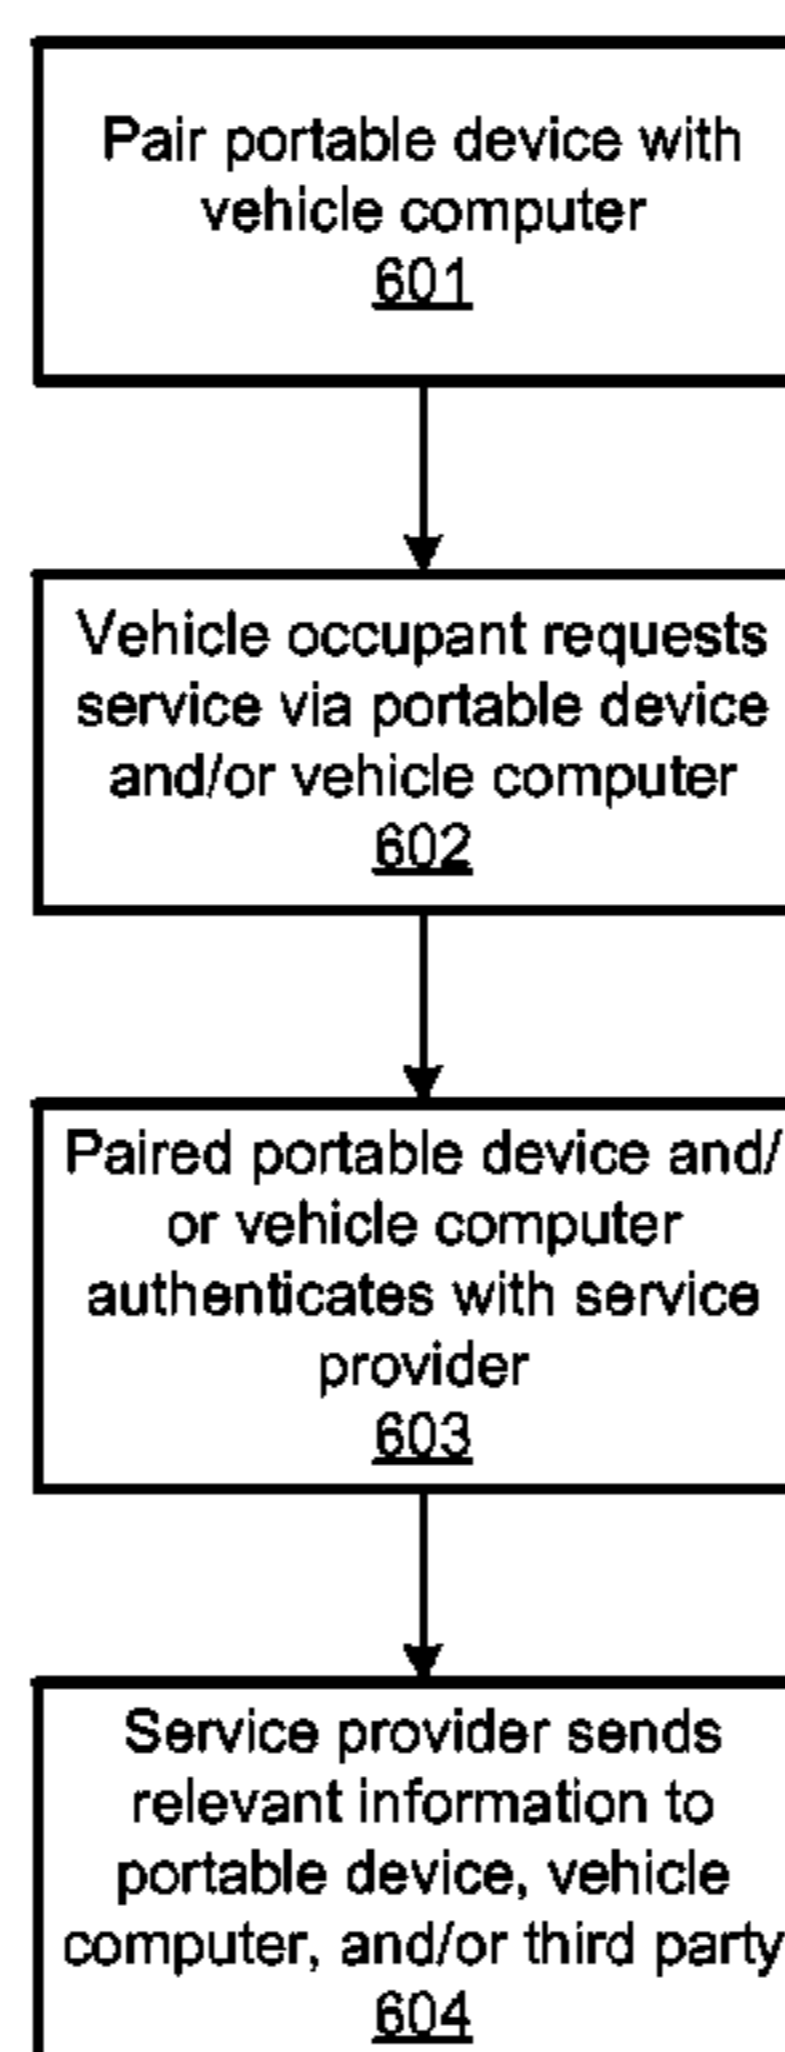 Pair portable device with
vehicle computer
601
Vehicle occupant requests
service via portable device
and/or vehicle computer
602
Paired portable device and/
or vehicle computer
authenticates with service
provider
603
Service provider sends
relevant information to
portable device, vehicle
computer, and/or third party
604